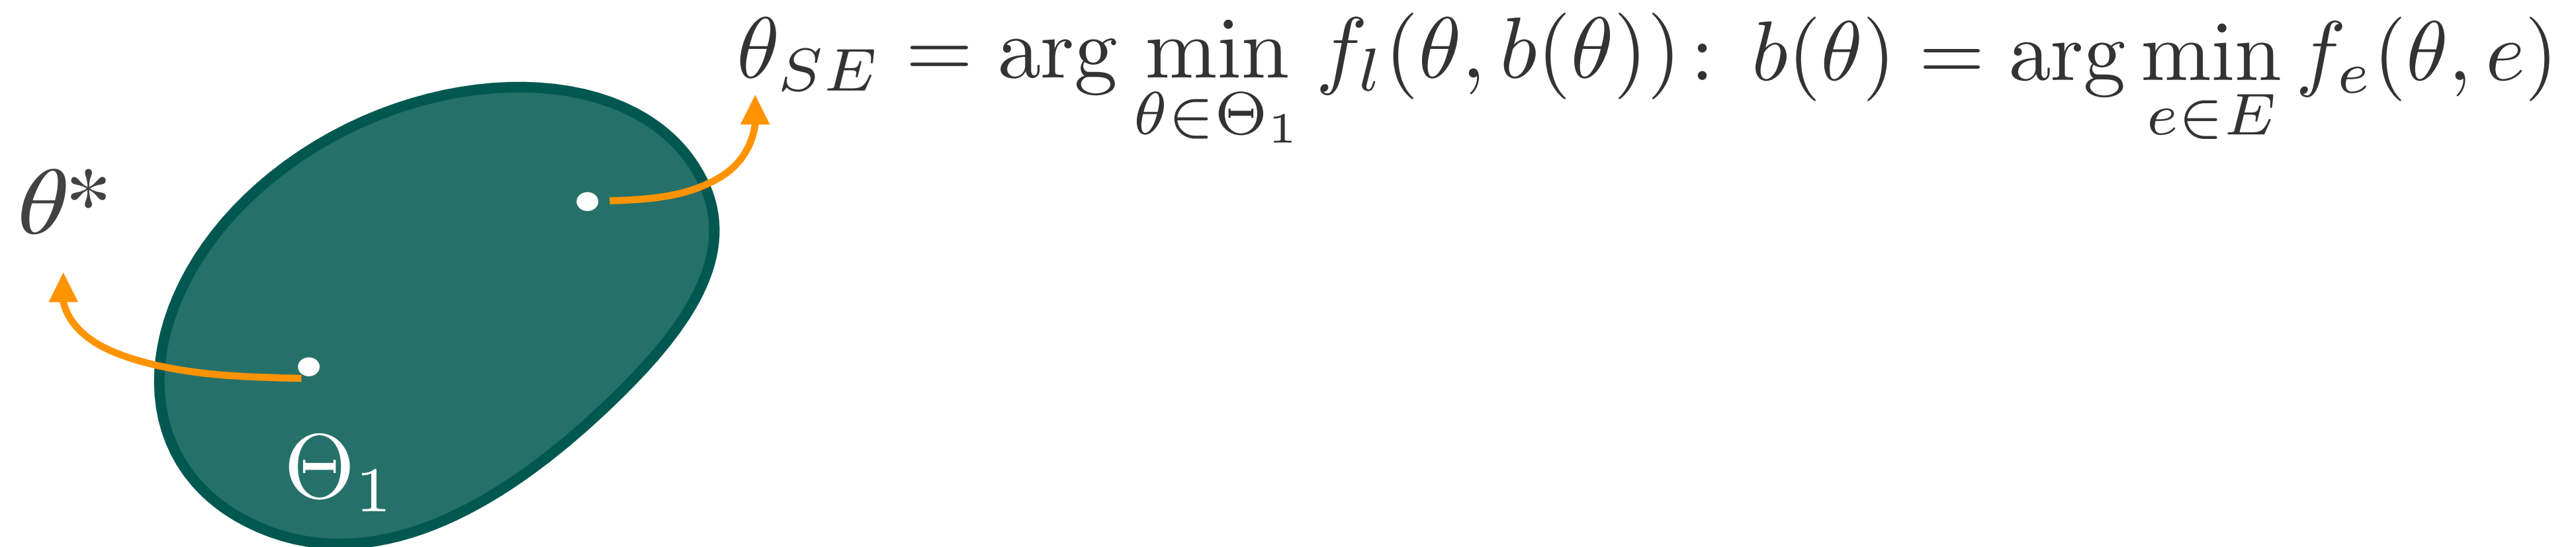 θ_{SE} = arg min_{θ∈Θ_1} f_l(θ, b(θ)) : b(θ) = arg min_{e∈E} f_e(θ, e)
θ*
Θ_1